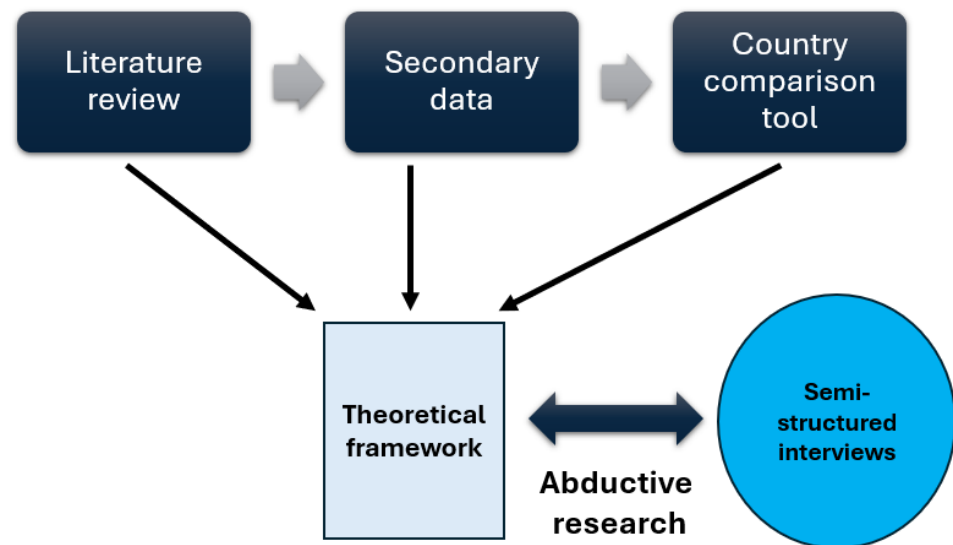 Literature
review
Secondary
data
Country
comparison
tool
Theoretical
framework
Semi-
structured
interviews
Abductive
research